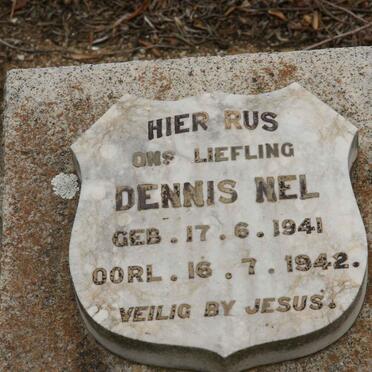 HIER RUS
ONS LIEFLING
DENNIS NEL
GEB. 17. 6. 1941
OORL. 16. 7. 1942.
VEILIG BY JESUS.